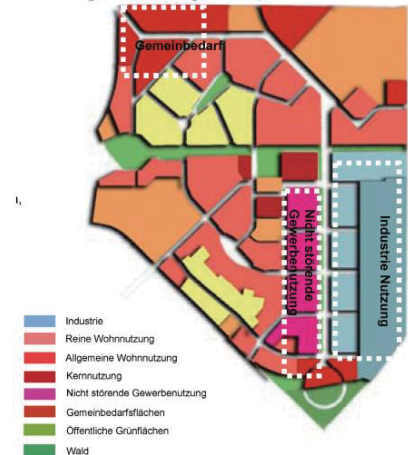 Gemeinbedarf
Nicht störende
Gewerbenutzung
Industrie Nutzung
Industrie
Reine Wohnnutzung
Allgemeine Wohnnutzung
Kernnutzung
Nicht störende Gewerbenutzung
Gemeinbedarfsflächen
Öffentliche Grünflächen
Wald